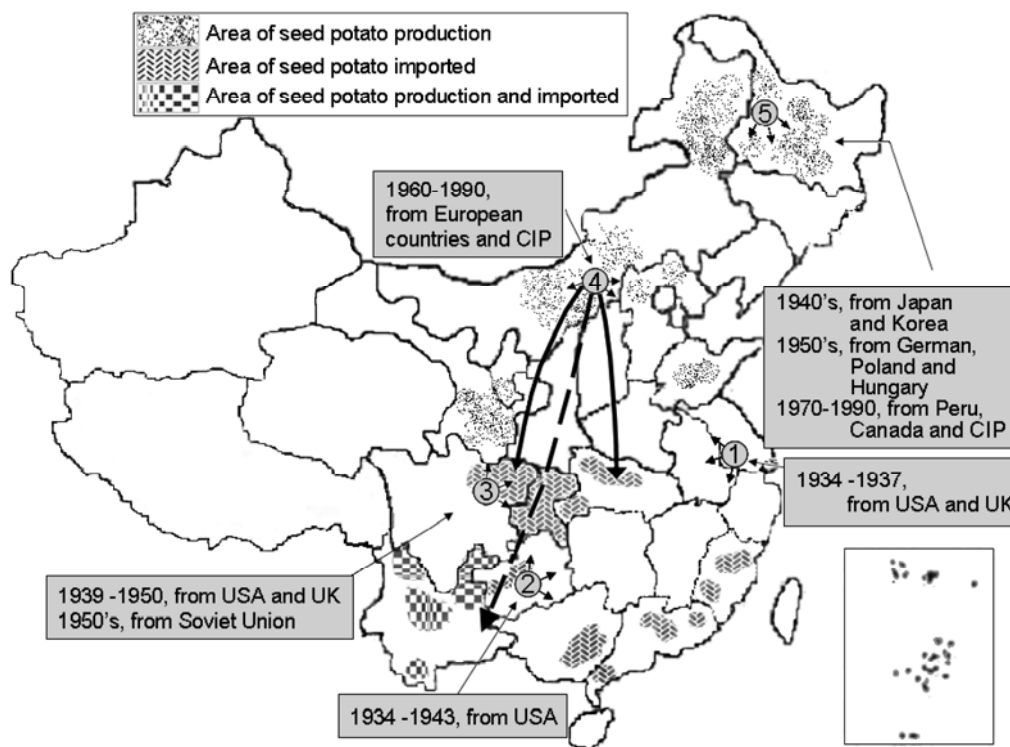 Area of seed potato production
Area of seed potato imported
Area of seed potato production and imported
5
1960-1990,
from European
countries and CIP
4
1940's, from Japan
and Korea
1950's, from German,
Poland and
Hungary
1970-1990, from Peru,
Canada and CIP
1
1934 -1937,
from USA and UK
3
2
1939 -1950, from USA and UK
1950's, from Soviet Union
1934 -1943, from USA